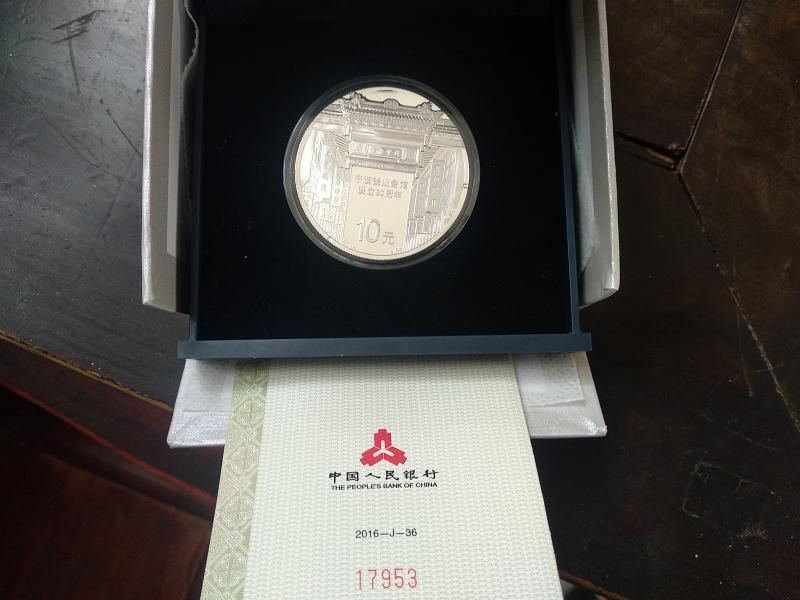 宁波钱业会馆
设立90周年
10元
中国人民银行
THE PEOPLE'S BANK OF CHINA
2016—J—36
17953